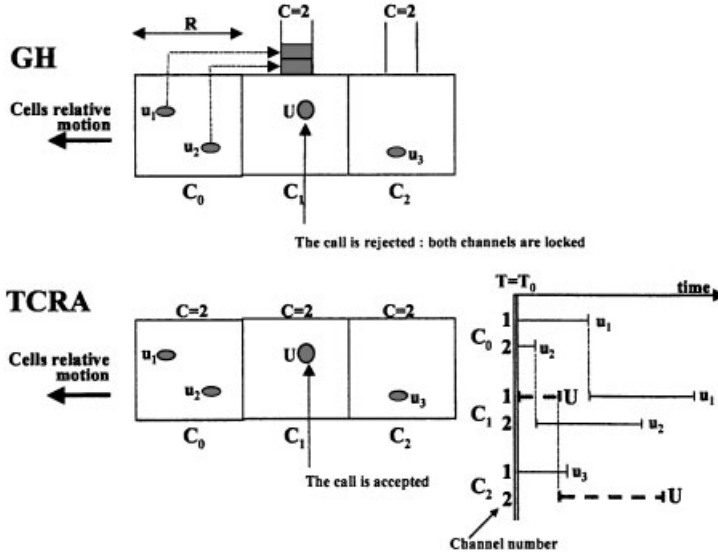 C=2 C=2
R
GH
Cells relative
motion
u1 u2 U u3
C0 C1 C2
The call is rejected : both channels are locked
TCRA
C=2 C=2 C=2
Cells relative
motion
u1 u2 U u3
C0 C1 C2
The call is accepted
T=T0 time
C0 1 u1
2 u2
C1 1 U u1
2 u2
C2 1 u3
2 U
Channel number